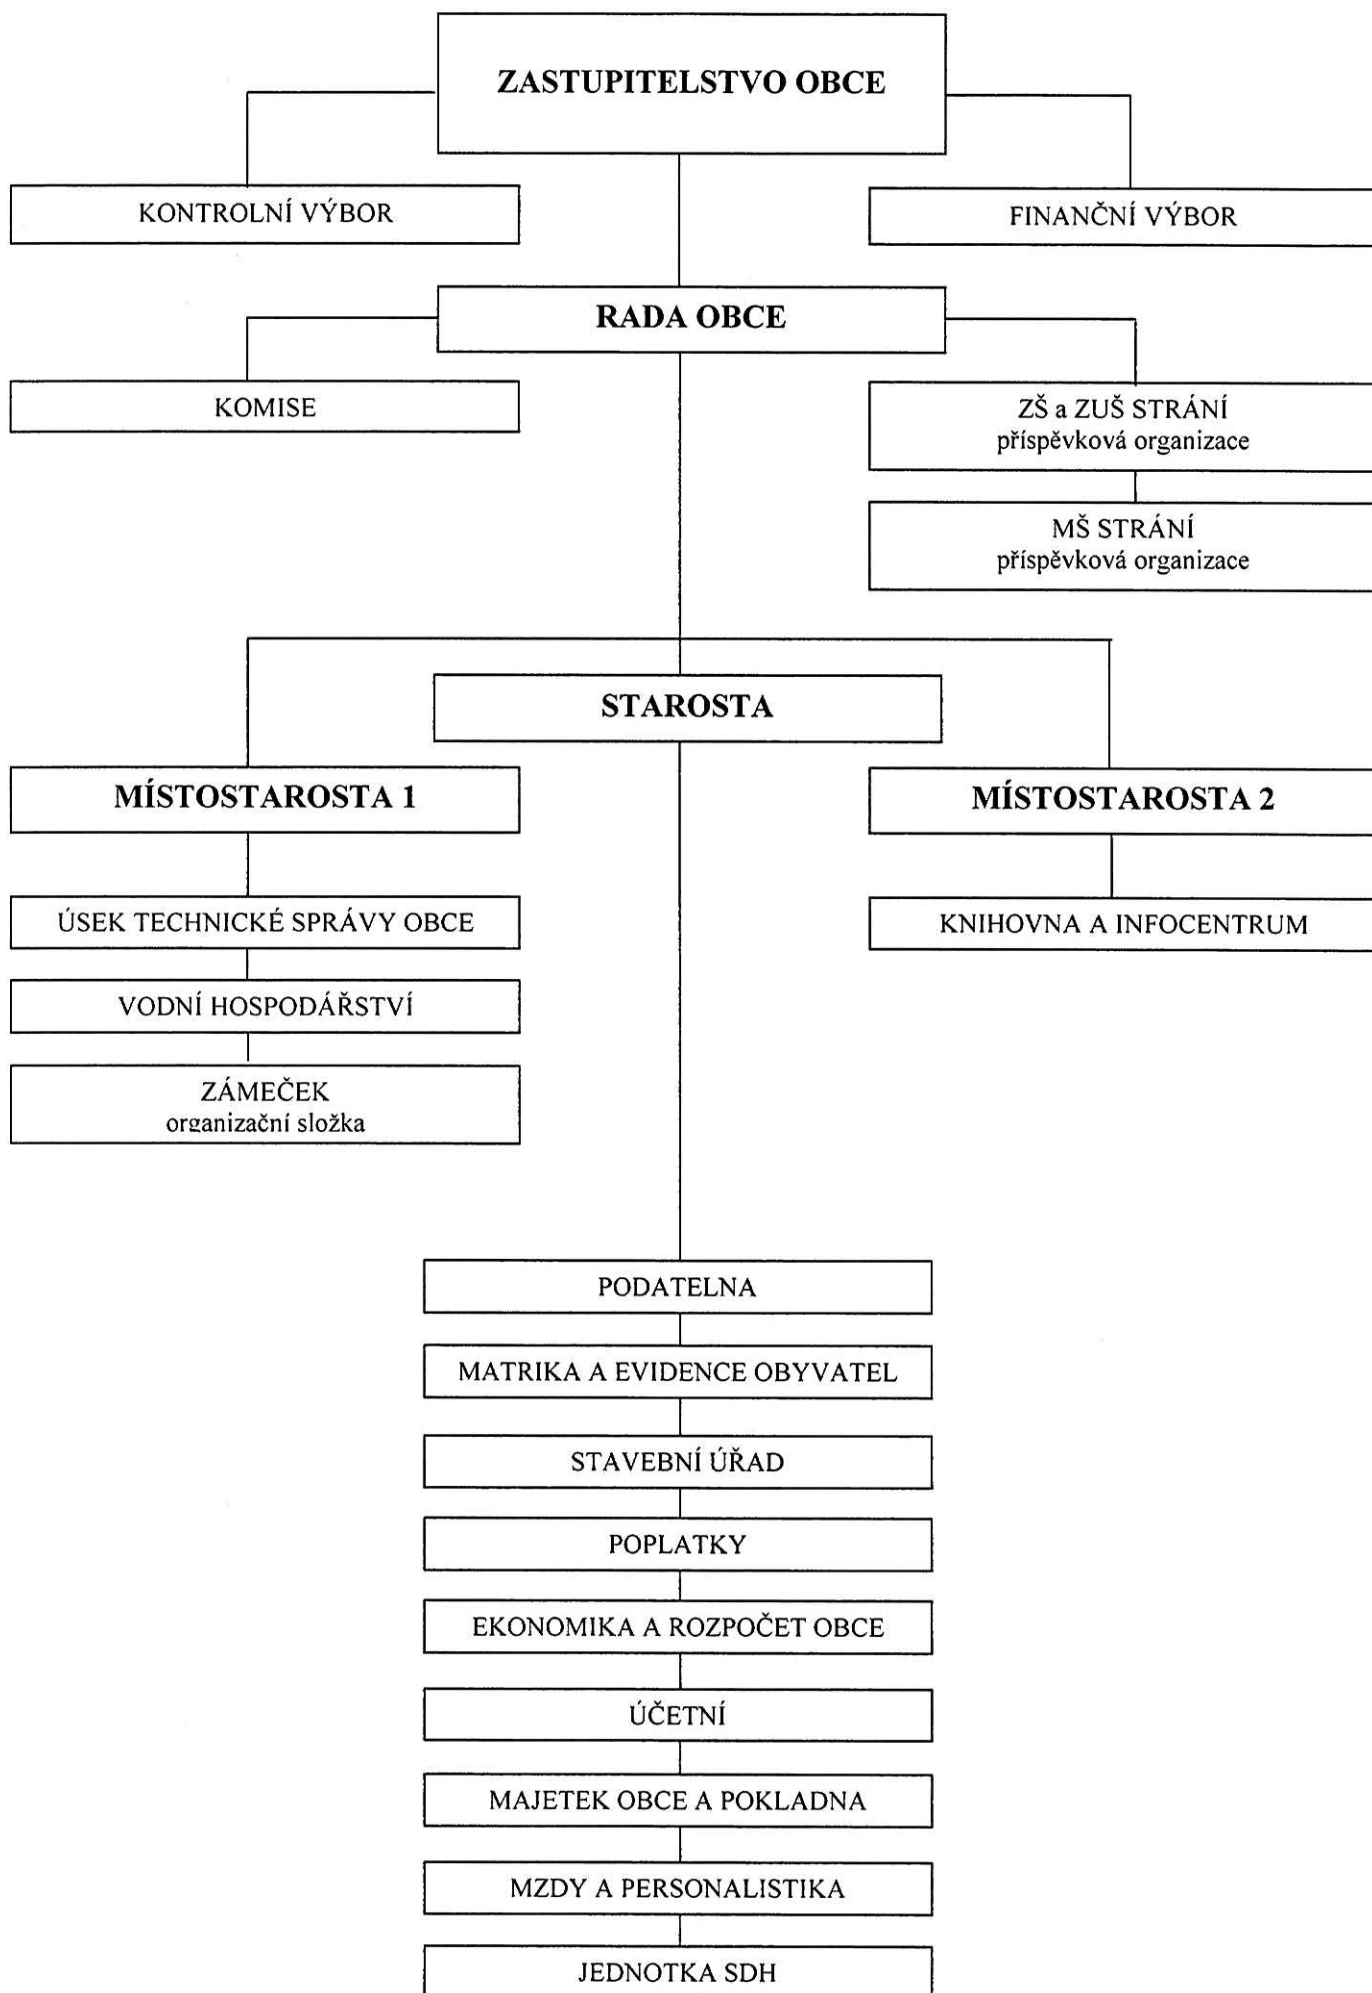 ZASTUPITELSTVO OBCE
KONTROLNÍ VÝBOR
FINANČNÍ VÝBOR
RADA OBCE
KOMISE
ZŠ a ZUŠ STRÁNÍ
příspěvková organizace
MŠ STRÁNÍ
příspěvková organizace
STAROSTA
MÍSTOSTAROSTA 1
MÍSTOSTAROSTA 2
ÚSEK TECHNICKÉ SPRÁVY OBCE
KNIHOVNA A INFOCENTRUM
VODNÍ HOSPODÁŘSTVÍ
ZÁMEČEK
organizační složka
PODATELNA
MATRIKA A EVIDENCE OBYVATEL
STAVEBNÍ ÚŘAD
POPLATKY
EKONOMIKA A ROZPOČET OBCE
ÚČETNÍ
MAJETEK OBCE A POKLADNA
MZDY A PERSONALISTIKA
JEDNOTKA SDH